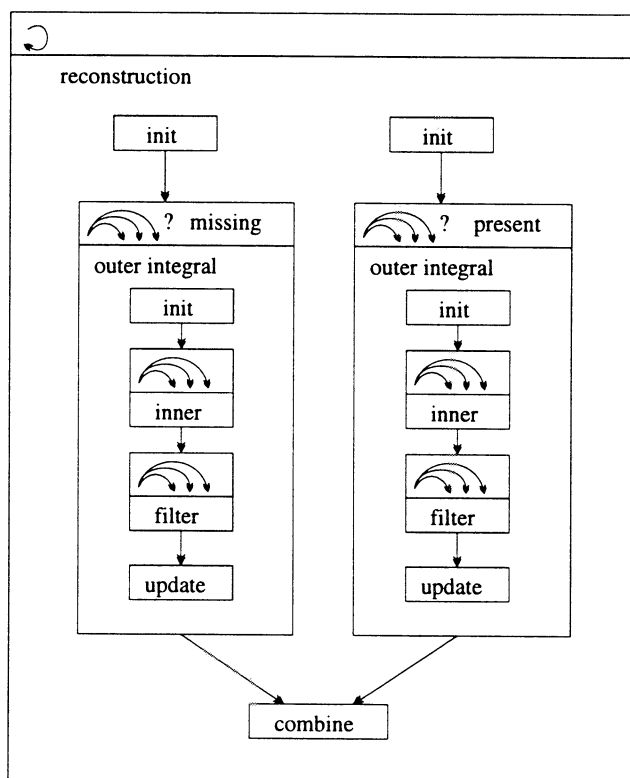 reconstruction
init
init
? missing
? present
outer integral
outer integral
init
init
inner
inner
filter
filter
update
update
combine